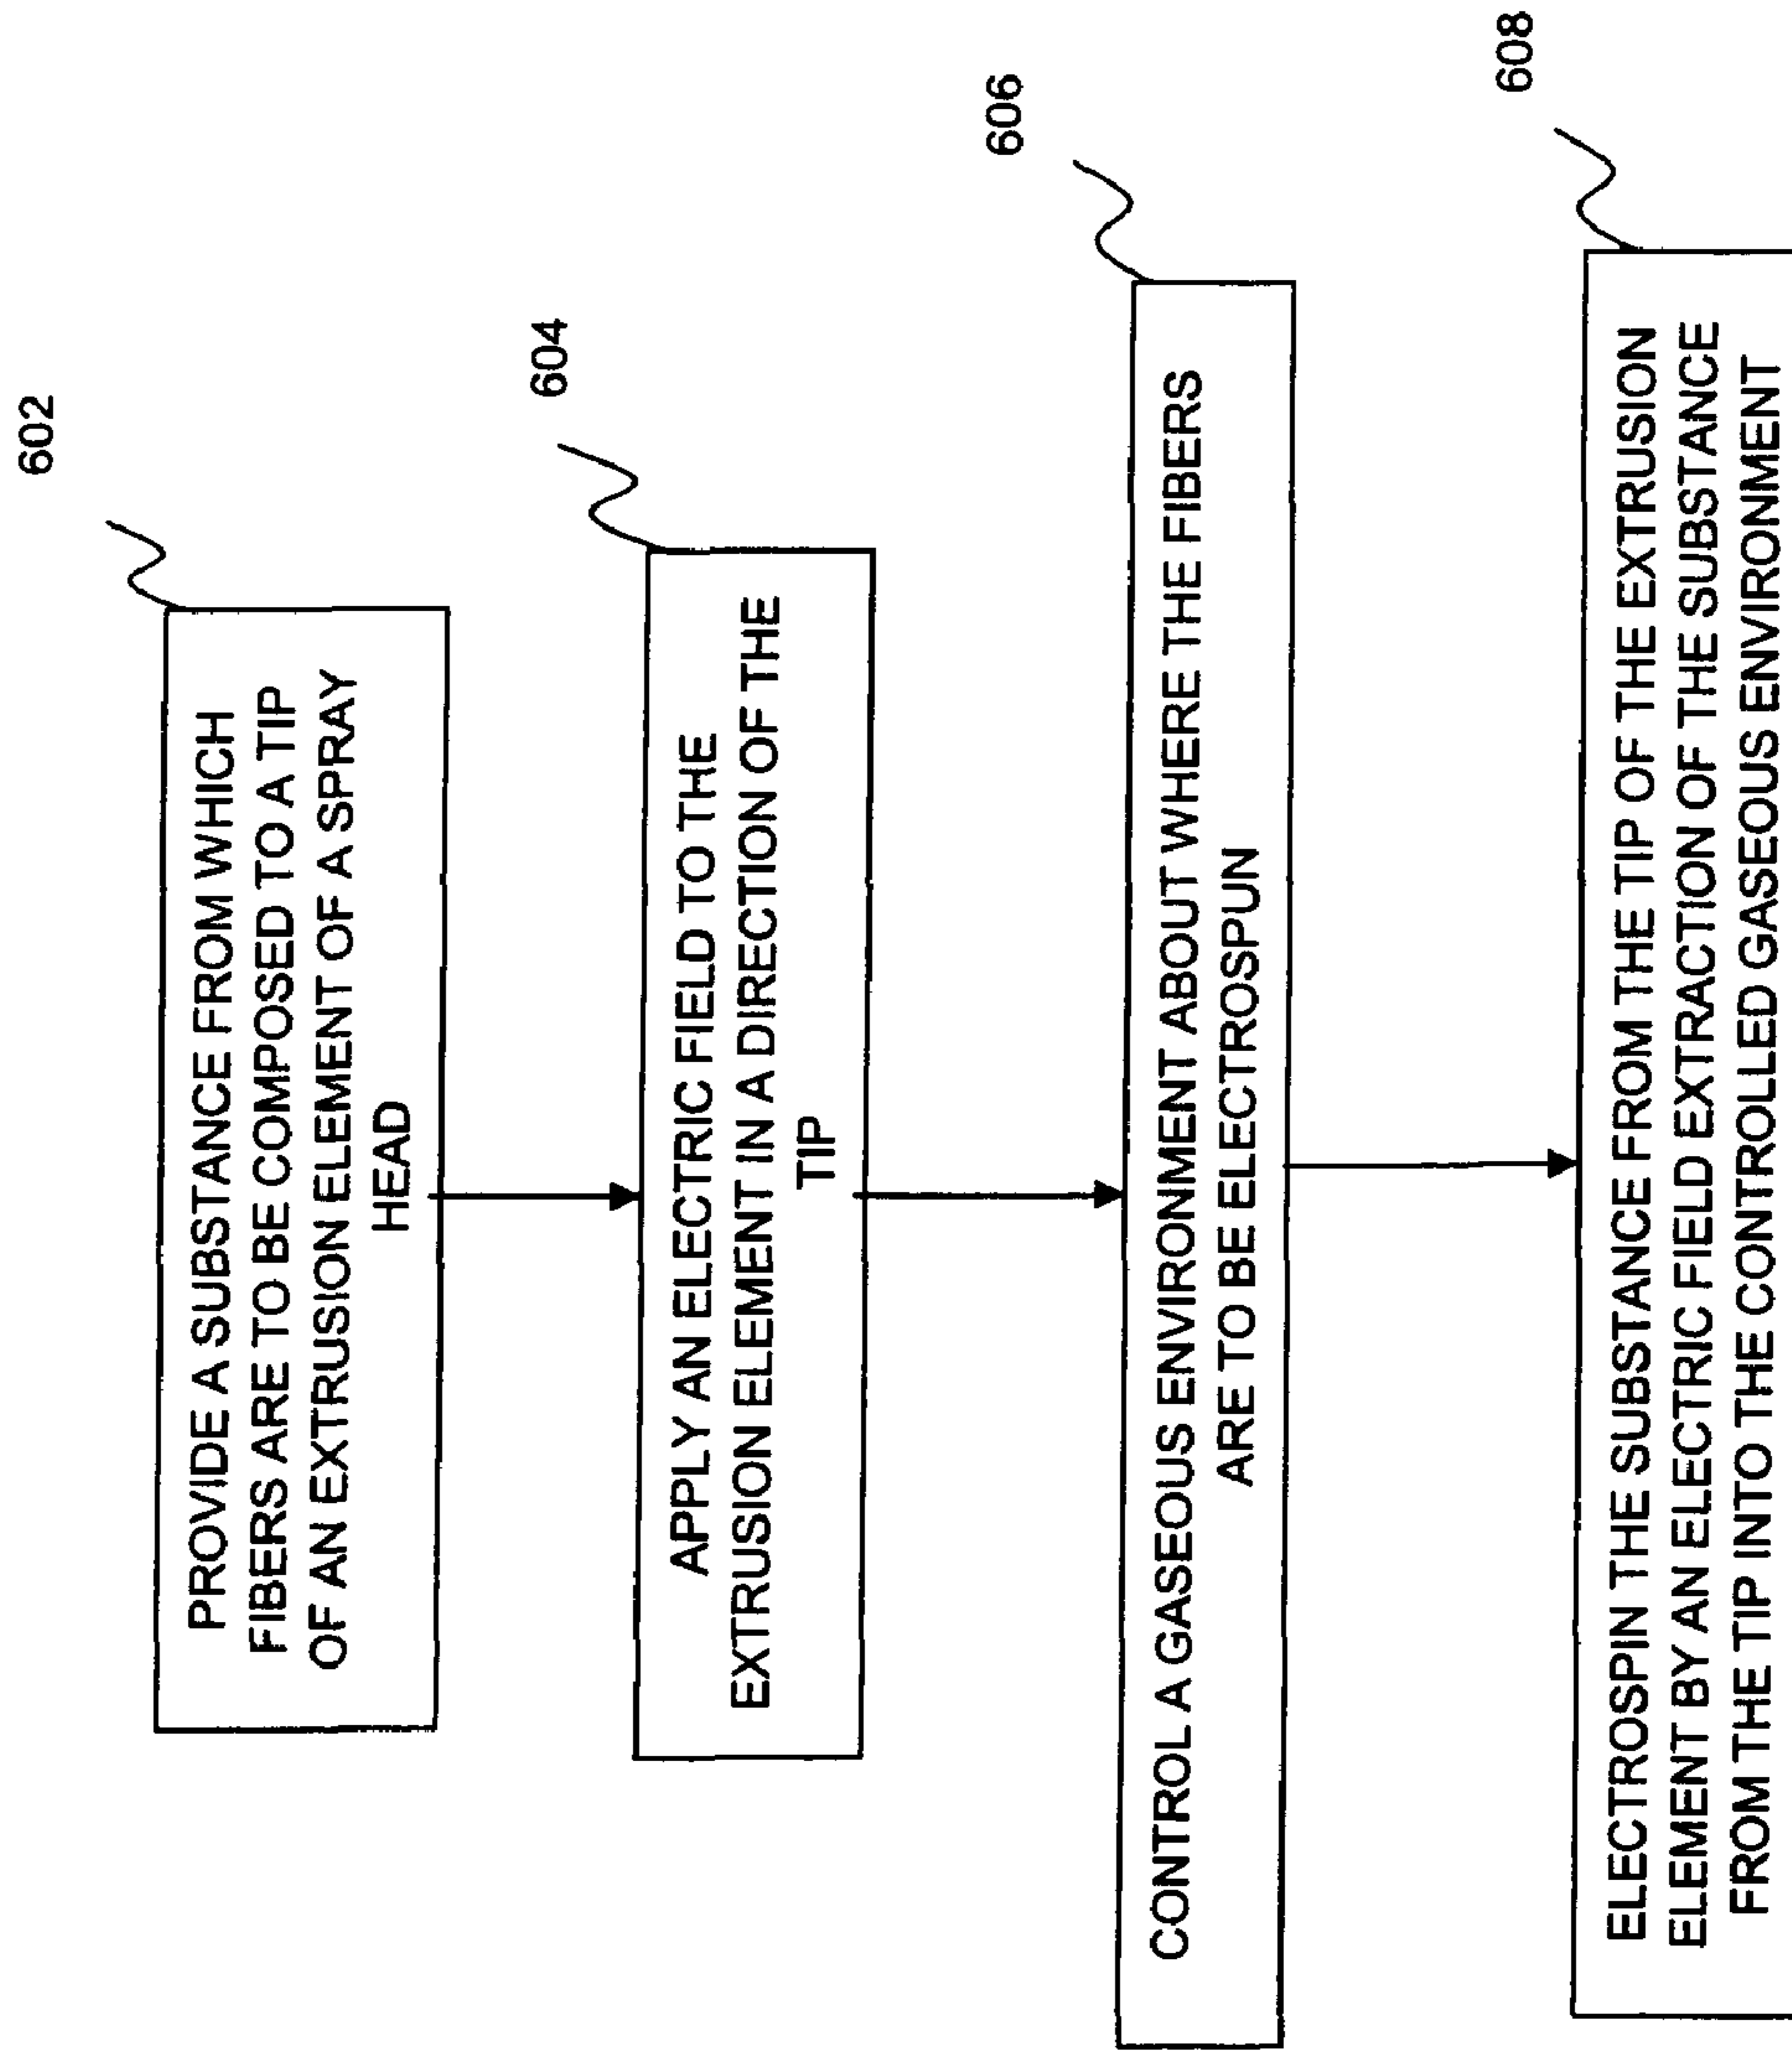 602
PROVIDE A SUBSTANCE FROM WHICH
FIBERS ARE TO BE COMPOSED TO A TIP
OF AN EXTRUSION ELEMENT OF A SPRAY
HEAD
604
APPLY AN ELECTRIC FIELD TO THE
EXTRUSION ELEMENT IN A DIRECTION OF THE
TIP
606
CONTROL A GASEOUS ENVIRONMENT ABOUT WHERE THE FIBERS
ARE TO BE ELECTROSPUN
608
ELECTROSPIN THE SUBSTANCE FROM THE TIP OF THE EXTRUSION
ELEMENT BY AN ELECTRIC FIELD EXTRACTION OF THE SUBSTANCE
FROM THE TIP INTO THE CONTROLLED GASEOUS ENVIRONMENT